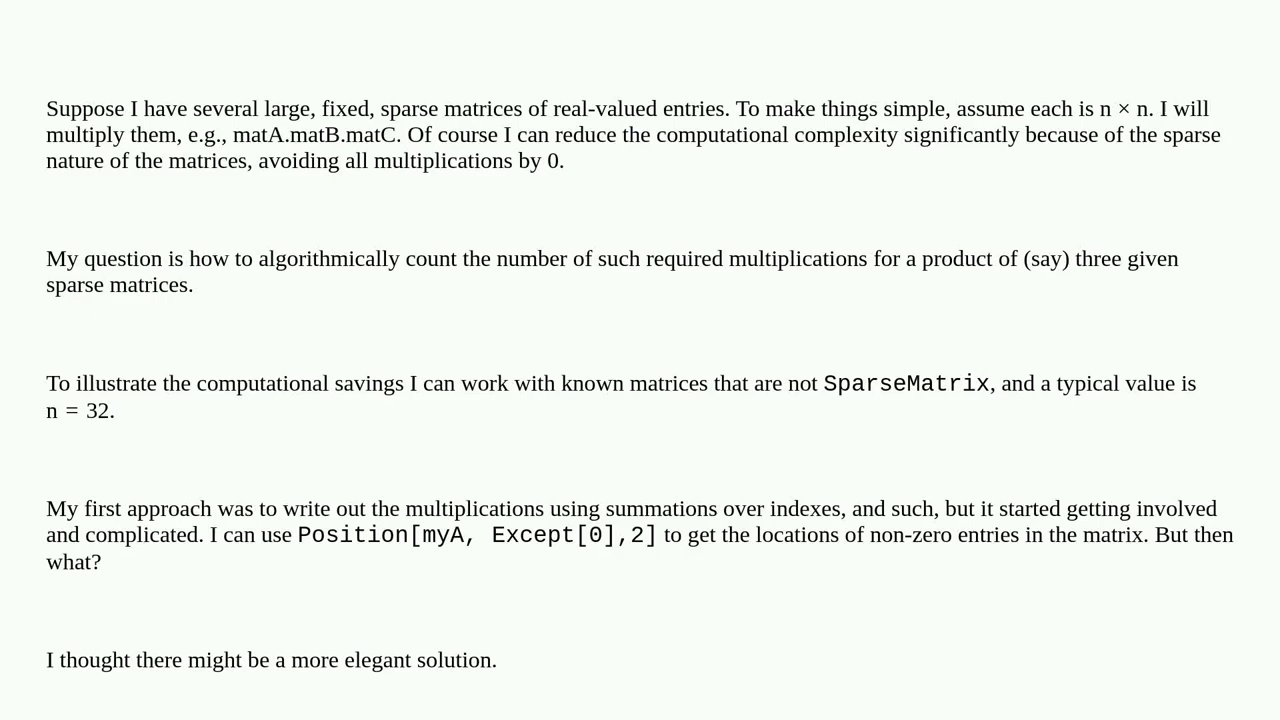 Suppose I have several large, fixed, sparse matrices of real-valued entries. To make things simple, assume each is n × n. I will
multiply them, e.g., matA.matB.matC. Of course I can reduce the computational complexity significantly because of the sparse
nature of the matrices, avoiding all multiplications by 0.
My question is how to algorithmically count the number of such required multiplications for a product of (say) three given
sparse matrices.
To illustrate the computational savings I can work with known matrices that are not SparseMatrix, and a typical value is
n = 32.
My first approach was to write out the multiplications using summations over indexes, and such, but it started getting involved
and complicated. I can use Position[myA, Except[0],2] to get the locations of non-zero entries in the matrix. But then
what?
I thought there might be a more elegant solution.